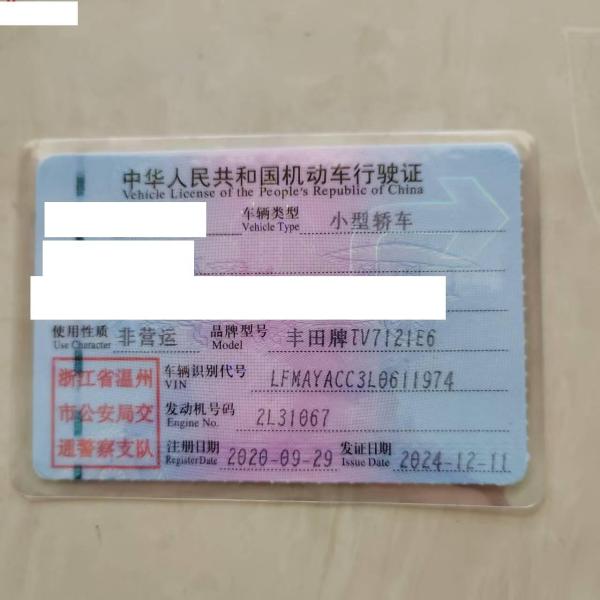 中华人民共和国机动车行驶证
Vehicle License of the People's Republic of China
车辆类型 小型轿车
Vehicle Type
使用性质 非营运 品牌型号 丰田牌TV7121E6
Use Character Model
浙江省温州
市公安局交
通警察支队
车辆识别代号 LFMAYACC3L0611974
VIN
发动机号码 2L31067
Engine No.
注册日期 2020-09-29 发证日期 2024-12-11
Register Date Issue Date